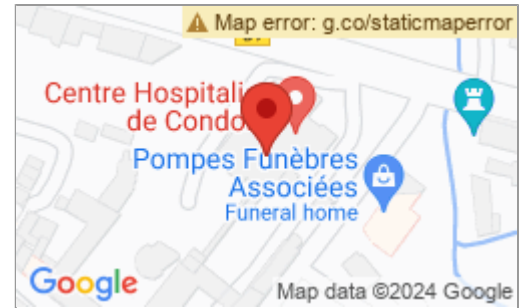 Map error: g.co/staticmaperror
Centre Hospitali
de Condo
Pompes Funèbres
Associées
Funeral home
Google
Map data ©2024 Google